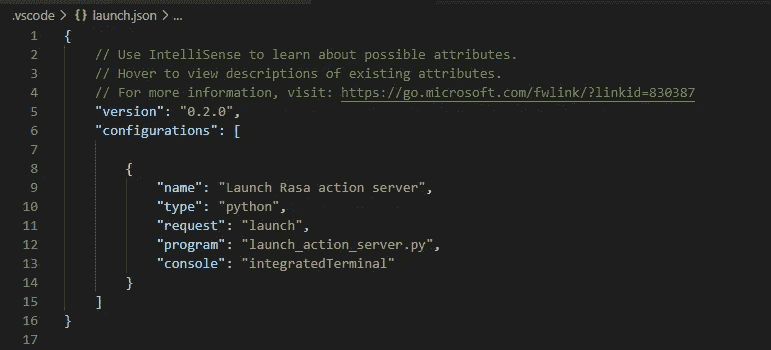 .vscode > {} launch.json > ...
1 {
2 // Use IntelliSense to learn about possible attributes.
3 // Hover to view descriptions of existing attributes.
4 // For more information, visit: https://go.microsoft.com/fwlink/?linkid=830387
5 "version": "0.2.0",
6 "configurations": [
7
8 {
9 "name": "Launch Rasa action server",
10 "type": "python",
11 "request": "launch",
12 "program": "launch_action_server.py",
13 "console": "integratedTerminal"
14 }
15 ]
16 }
17